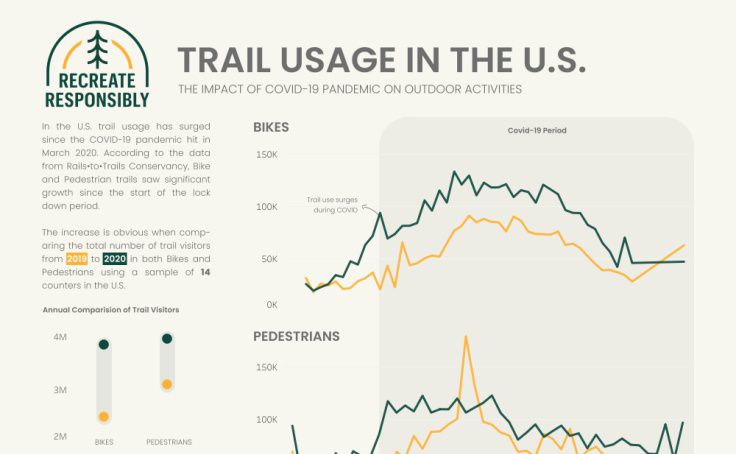 RECREATE
RESPONSIBLY
TRAIL USAGE IN THE U.S.
THE IMPACT OF COVID-19 PANDEMIC ON OUTDOOR ACTIVITIES
In the U.S. trail usage has surged
since the COVID-19 pandemic hit in
March 2020. According to the data
from Rails•to•Trails Conservancy, Bike
and Pedestrian trails saw significant
growth since the start of the lock
down period.
The increase is obvious when comp-
aring the total number of trail visitors
from 2019 to 2020 in both Bikes and
Pedestrians using a sample of 14
counters in the U.S.
Annual Comparision of Trail Visitors
4M
3M
2M
BIKES
PEDESTRIANS
BIKES
Covid-19 Period
150K
100K
50K
0K
Trail use surges
during COVID
PEDESTRIANS
150K
100K